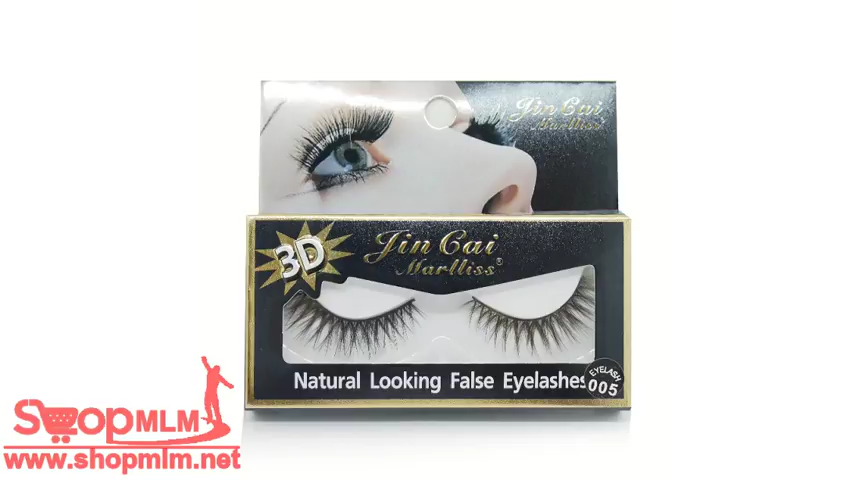 Jin Cai
Marlliss
3D
Jin Cai
Marlliss®
Natural Looking False Eyelashes
EYELASH
005
ShopMLM
www.shopmlm.net